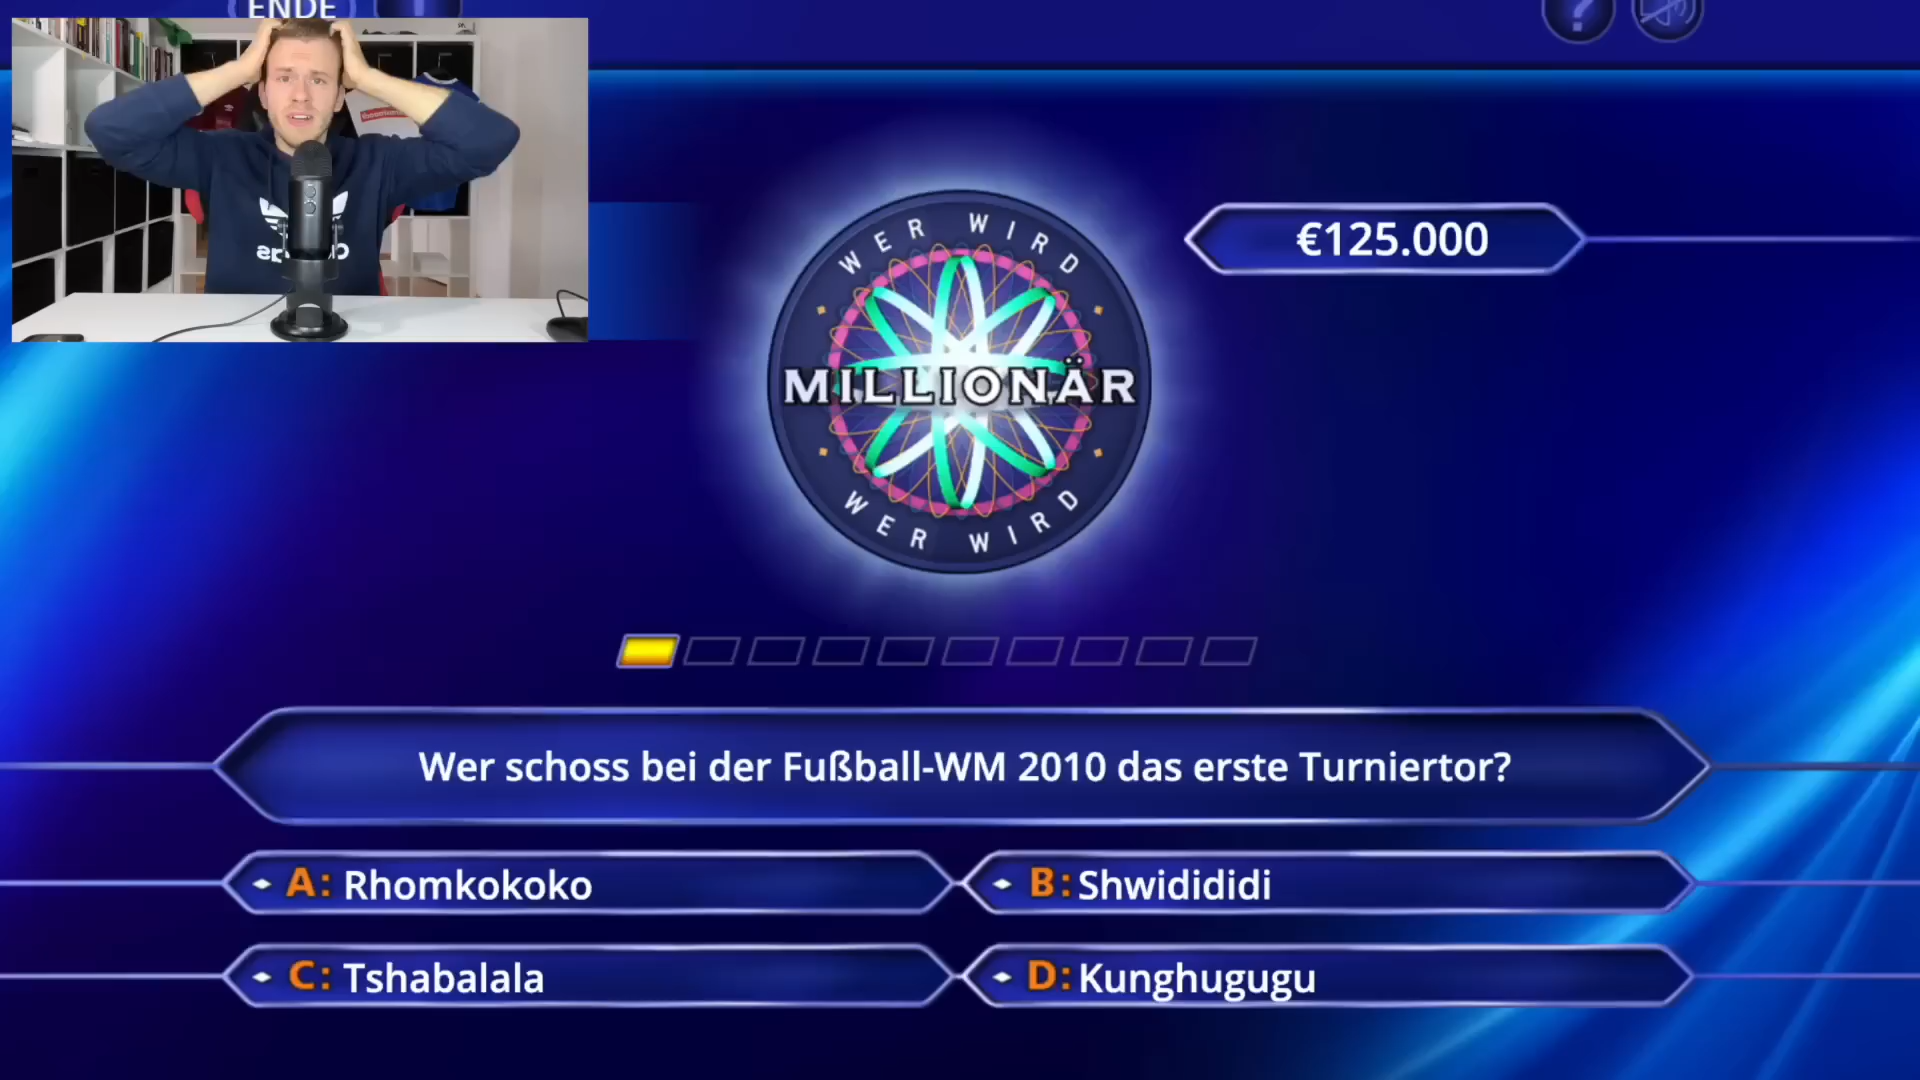 ENDE
?
WER WIRD
MILLIONÄR
WER WIRD
€125.000
Wer schoss bei der Fußball-WM 2010 das erste Turniertor?
A: Rhomkokoko
B: Shwidididi
C: Tshabalala
D: Kunghugugu